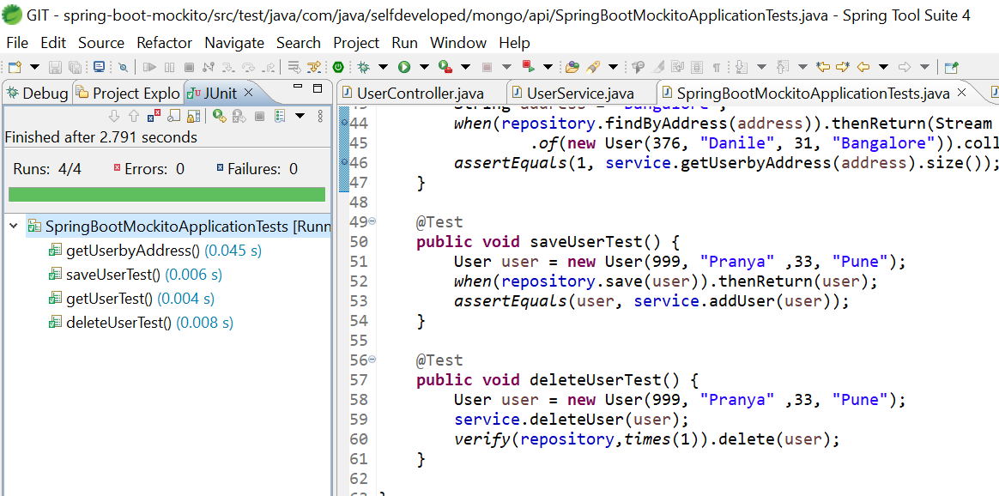 GIT - spring-boot-mockito/src/test/java/com/java/selfdeveloped/mongo/api/SpringBootMockitoApplicationTests.java - Spring Tool Suite 4
File Edit Source Refactor Navigate Search Project Run Window Help
Debug Project Explo JUnit
UserController.java UserService.java SpringBootMockitoApplicationTests.java
Finished after 2.791 seconds
Runs: 4/4 Errors: 0 Failures: 0
SpringBootMockitoApplicationTests [Runn
getUserbyAddress() (0.045 s)
saveUserTest() (0.006 s)
getUserTest() (0.004 s)
deleteUserTest() (0.008 s)
44 when(repository.findByAddress(address)).thenReturn(Stream
45 .of(new User(376, "Danile", 31, "Bangalore")).coll
46 assertEquals(1, service.getUserbyAddress(address).size());
47 }
48
49 @Test
50 public void saveUserTest() {
51 User user = new User(999, "Pranya" ,33, "Pune");
52 when(repository.save(user)).thenReturn(user);
53 assertEquals(user, service.addUser(user));
54 }
55
56 @Test
57 public void deleteUserTest() {
58 User user = new User(999, "Pranya" ,33, "Pune");
59 service.deleteUser(user);
60 verify(repository,times(1)).delete(user);
61 }
62